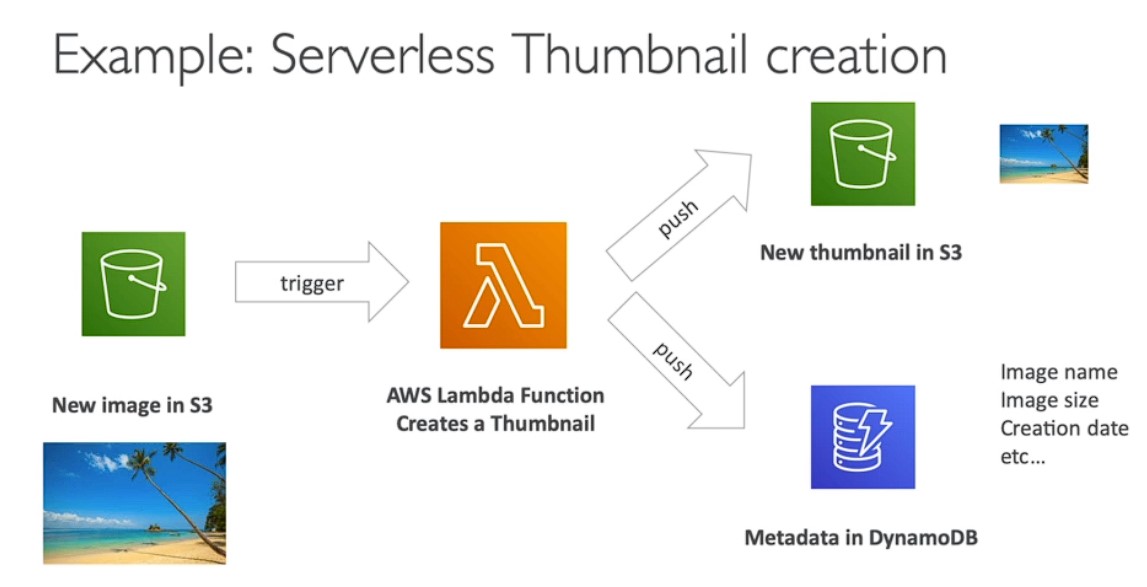 Example: Serverless Thumbnail creation
New image in S3
trigger
AWS Lambda Function
Creates a Thumbnail
push
New thumbnail in S3
push
Image name
Image size
Creation date
etc...
Metadata in DynamoDB